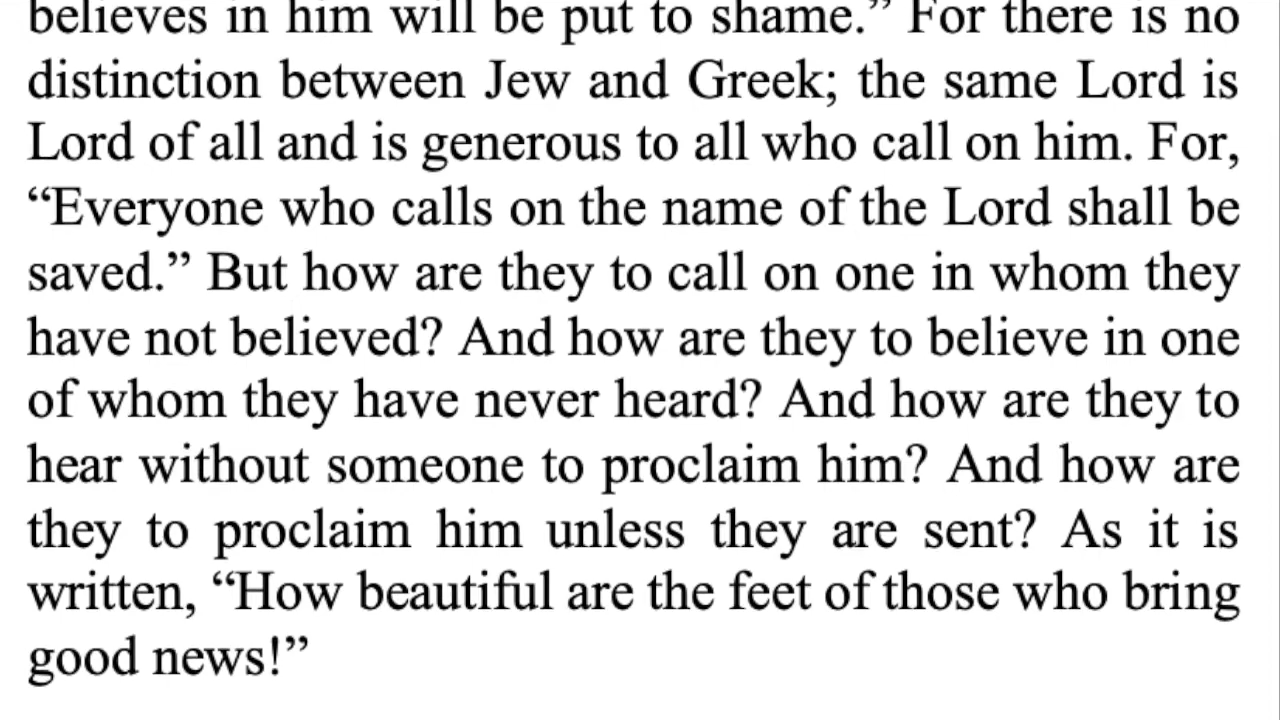 believes in him will be put to shame.” For there is no
distinction between Jew and Greek; the same Lord is
Lord of all and is generous to all who call on him. For,
“Everyone who calls on the name of the Lord shall be
saved.” But how are they to call on one in whom they
have not believed? And how are they to believe in one
of whom they have never heard? And how are they to
hear without someone to proclaim him? And how are
they to proclaim him unless they are sent? As it is
written, “How beautiful are the feet of those who bring
good news!”